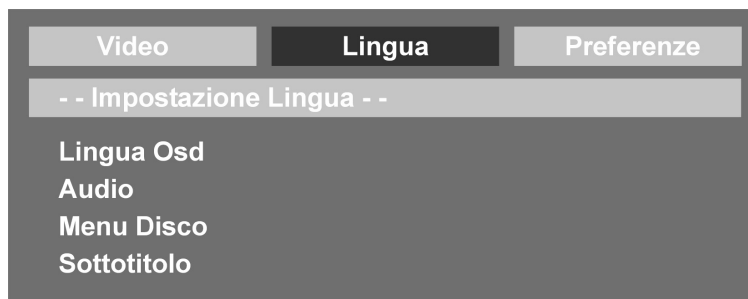 Video Lingua Preferenze
- - Impostazione Lingua - -
Lingua Osd
Audio
Menu Disco
Sottotitolo